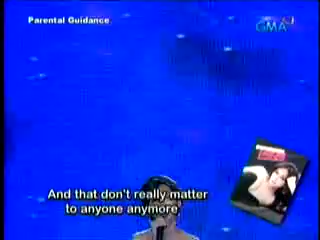 Parental Guidance
GMA
And that don't really matter
to anyone anymore